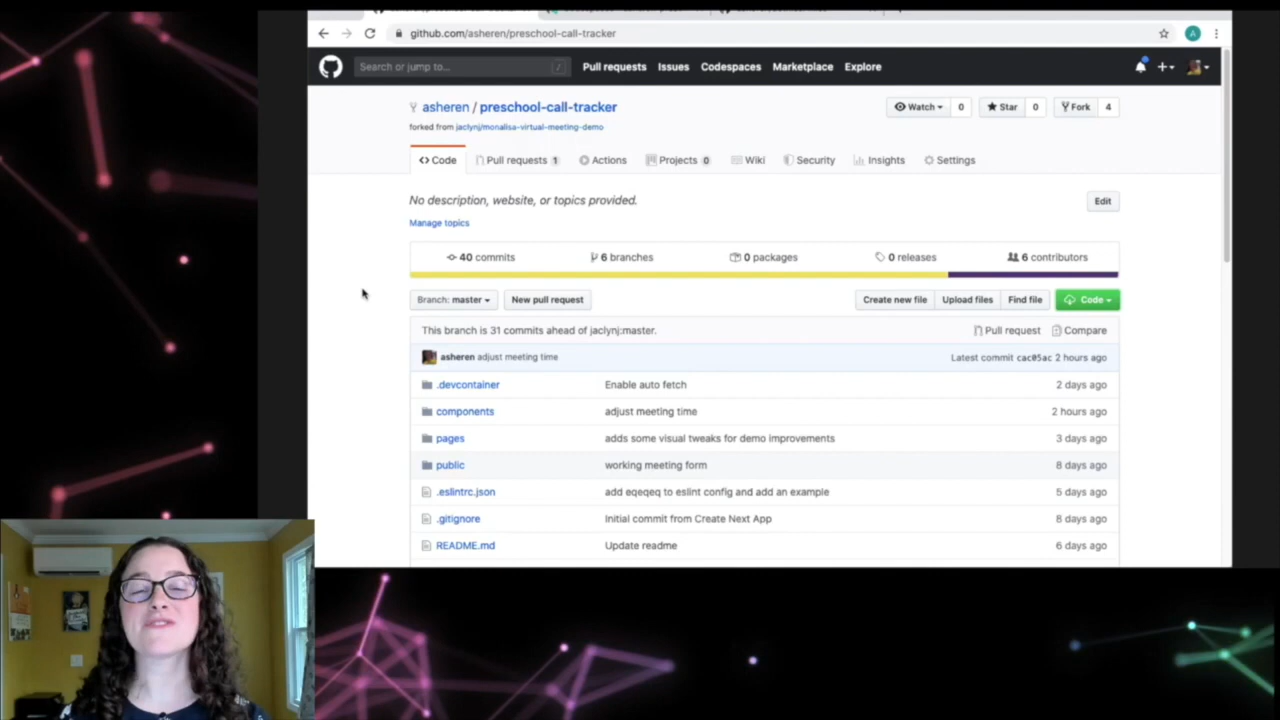 github.com/asheren/preschool-call-tracker
Search or jump to... / Pull requests Issues Codespaces Marketplace Explore
asheren / preschool-call-tracker Watch 0 Star 0 Fork 4
forked from jaclynj/monalisa-virtual-meeting-demo
Code Pull requests 1 Actions Projects 0 Wiki Security Insights Settings
No description, website, or topics provided. Edit
Manage topics
40 commits 6 branches 0 packages 0 releases 6 contributors
Branch: master New pull request Create new file Upload files Find file Code
This branch is 31 commits ahead of jaclynj:master. Pull request Compare
asheren adjust meeting time Latest commit cac05ac 2 hours ago
.devcontainer Enable auto fetch 2 days ago
components adjust meeting time 2 hours ago
pages adds some visual tweaks for demo improvements 3 days ago
public working meeting form 8 days ago
.eslintrc.json add eqeqeq to eslint config and add an example 5 days ago
.gitignore Initial commit from Create Next App 8 days ago
README.md Update readme 6 days ago